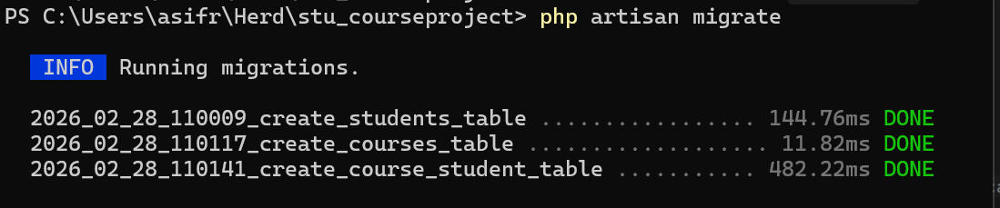 PS C:\Users\asifr\Herd\stu_courseproject> php artisan migrate
INFO Running migrations.
2026_02_28_110009_create_students_table .................. 144.76ms DONE
2026_02_28_110117_create_courses_table .................... 11.82ms DONE
2026_02_28_110141_create_course_student_table ........... 482.22ms DONE